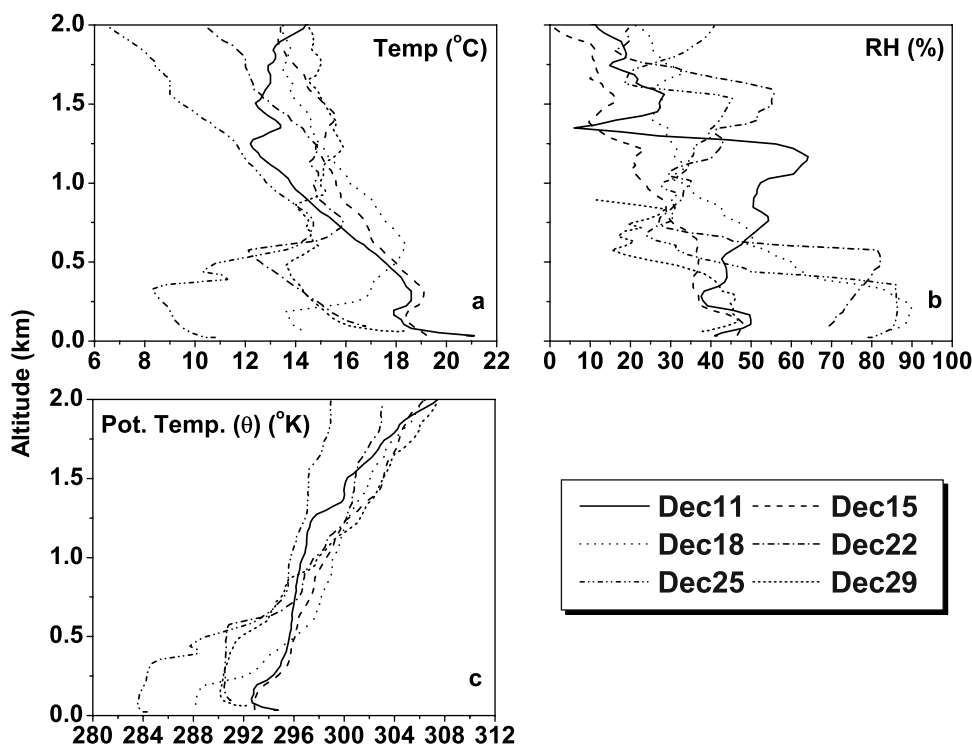 2.0
1.5
1.0
0.5
0.0
Temp (°C)
a
6 8 10 12 14 16 18 20 22
RH (%)
b
0 10 20 30 40 50 60 70 80 90 100
Altitude (km)
2.0
1.5
1.0
0.5
0.0
Pot. Temp. (θ) (°K)
c
280 284 288 292 296 300 304 308 312
Dec11 Dec15
Dec18 Dec22
Dec25 Dec29